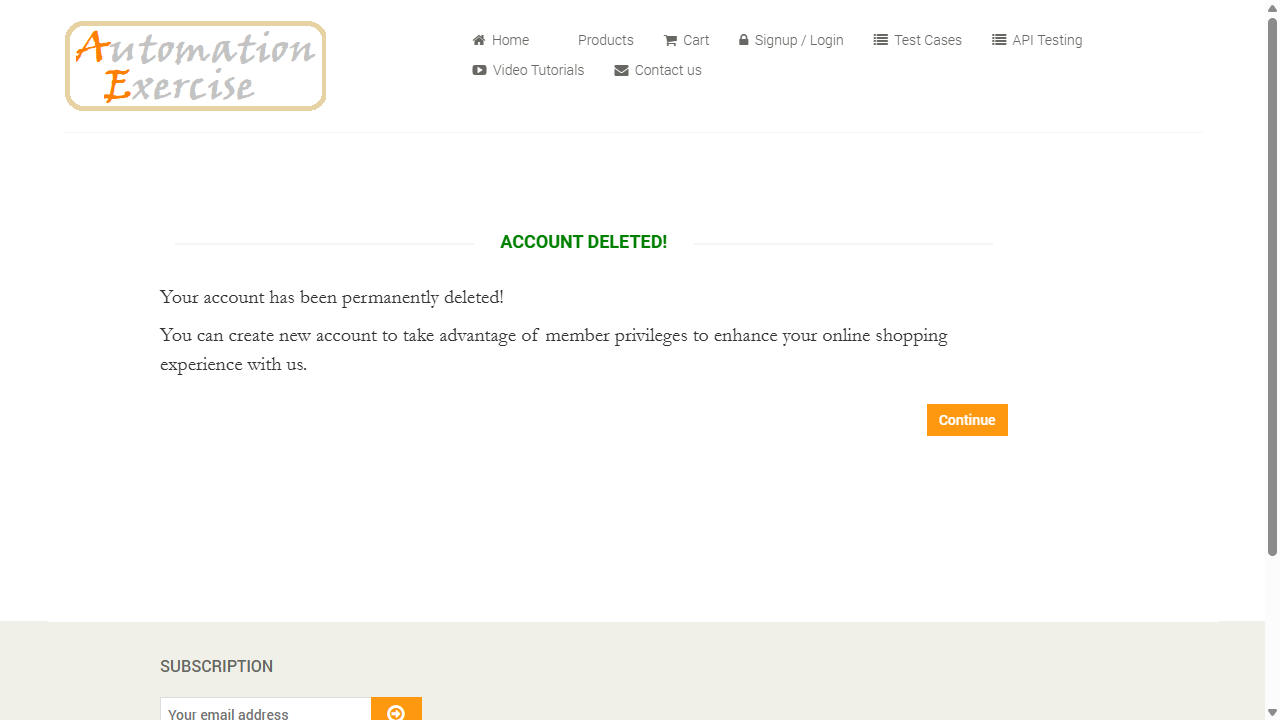 Automation
Exercise
Home Products Cart Signup / Login Test Cases API Testing
Video Tutorials Contact us
ACCOUNT DELETED!
Your account has been permanently deleted!
You can create new account to take advantage of member privileges to enhance your online shopping
experience with us.
Continue
SUBSCRIPTION
Your email address